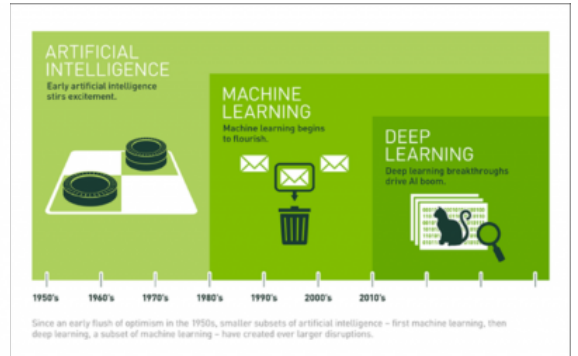 ARTIFICIAL
INTELLIGENCE
Early artificial intelligence
stirs excitement.
MACHINE
LEARNING
Machine learning begins
to flourish.
DEEP
LEARNING
Deep learning breakthroughs
drive AI boom.
1950's 1960's 1970's 1980's 1990's 2000's 2010's
Since an early flush of optimism in the 1950s, smaller subsets of artificial intelligence – first machine learning, then
deep learning, a subset of machine learning – have created ever larger disruptions.